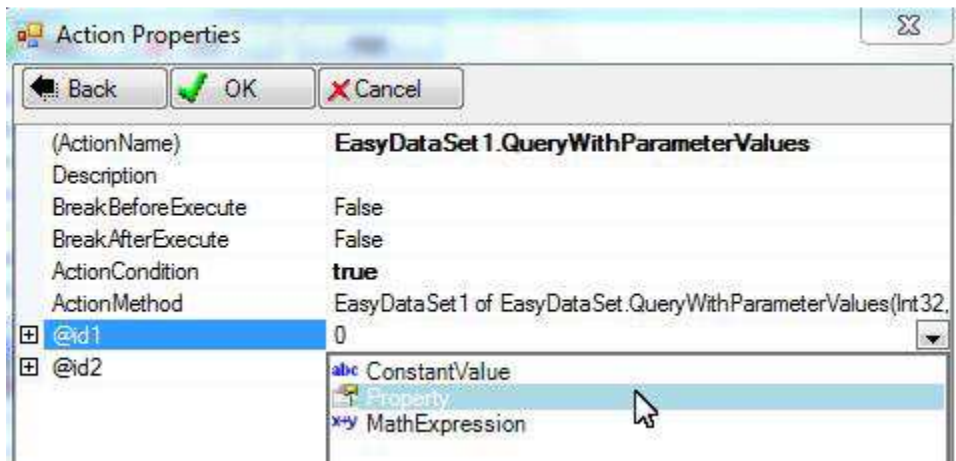 Action Properties
Back OK Cancel
(ActionName) EasyDataSet1.QueryWithParameterValues
Description
BreakBeforeExecute False
BreakAfterExecute False
ActionCondition true
ActionMethod EasyDataSet1 of EasyDataSet.QueryWithParameterValues(Int32,
@id1 0
@id2
abc ConstantValue
Property
x+y MathExpression